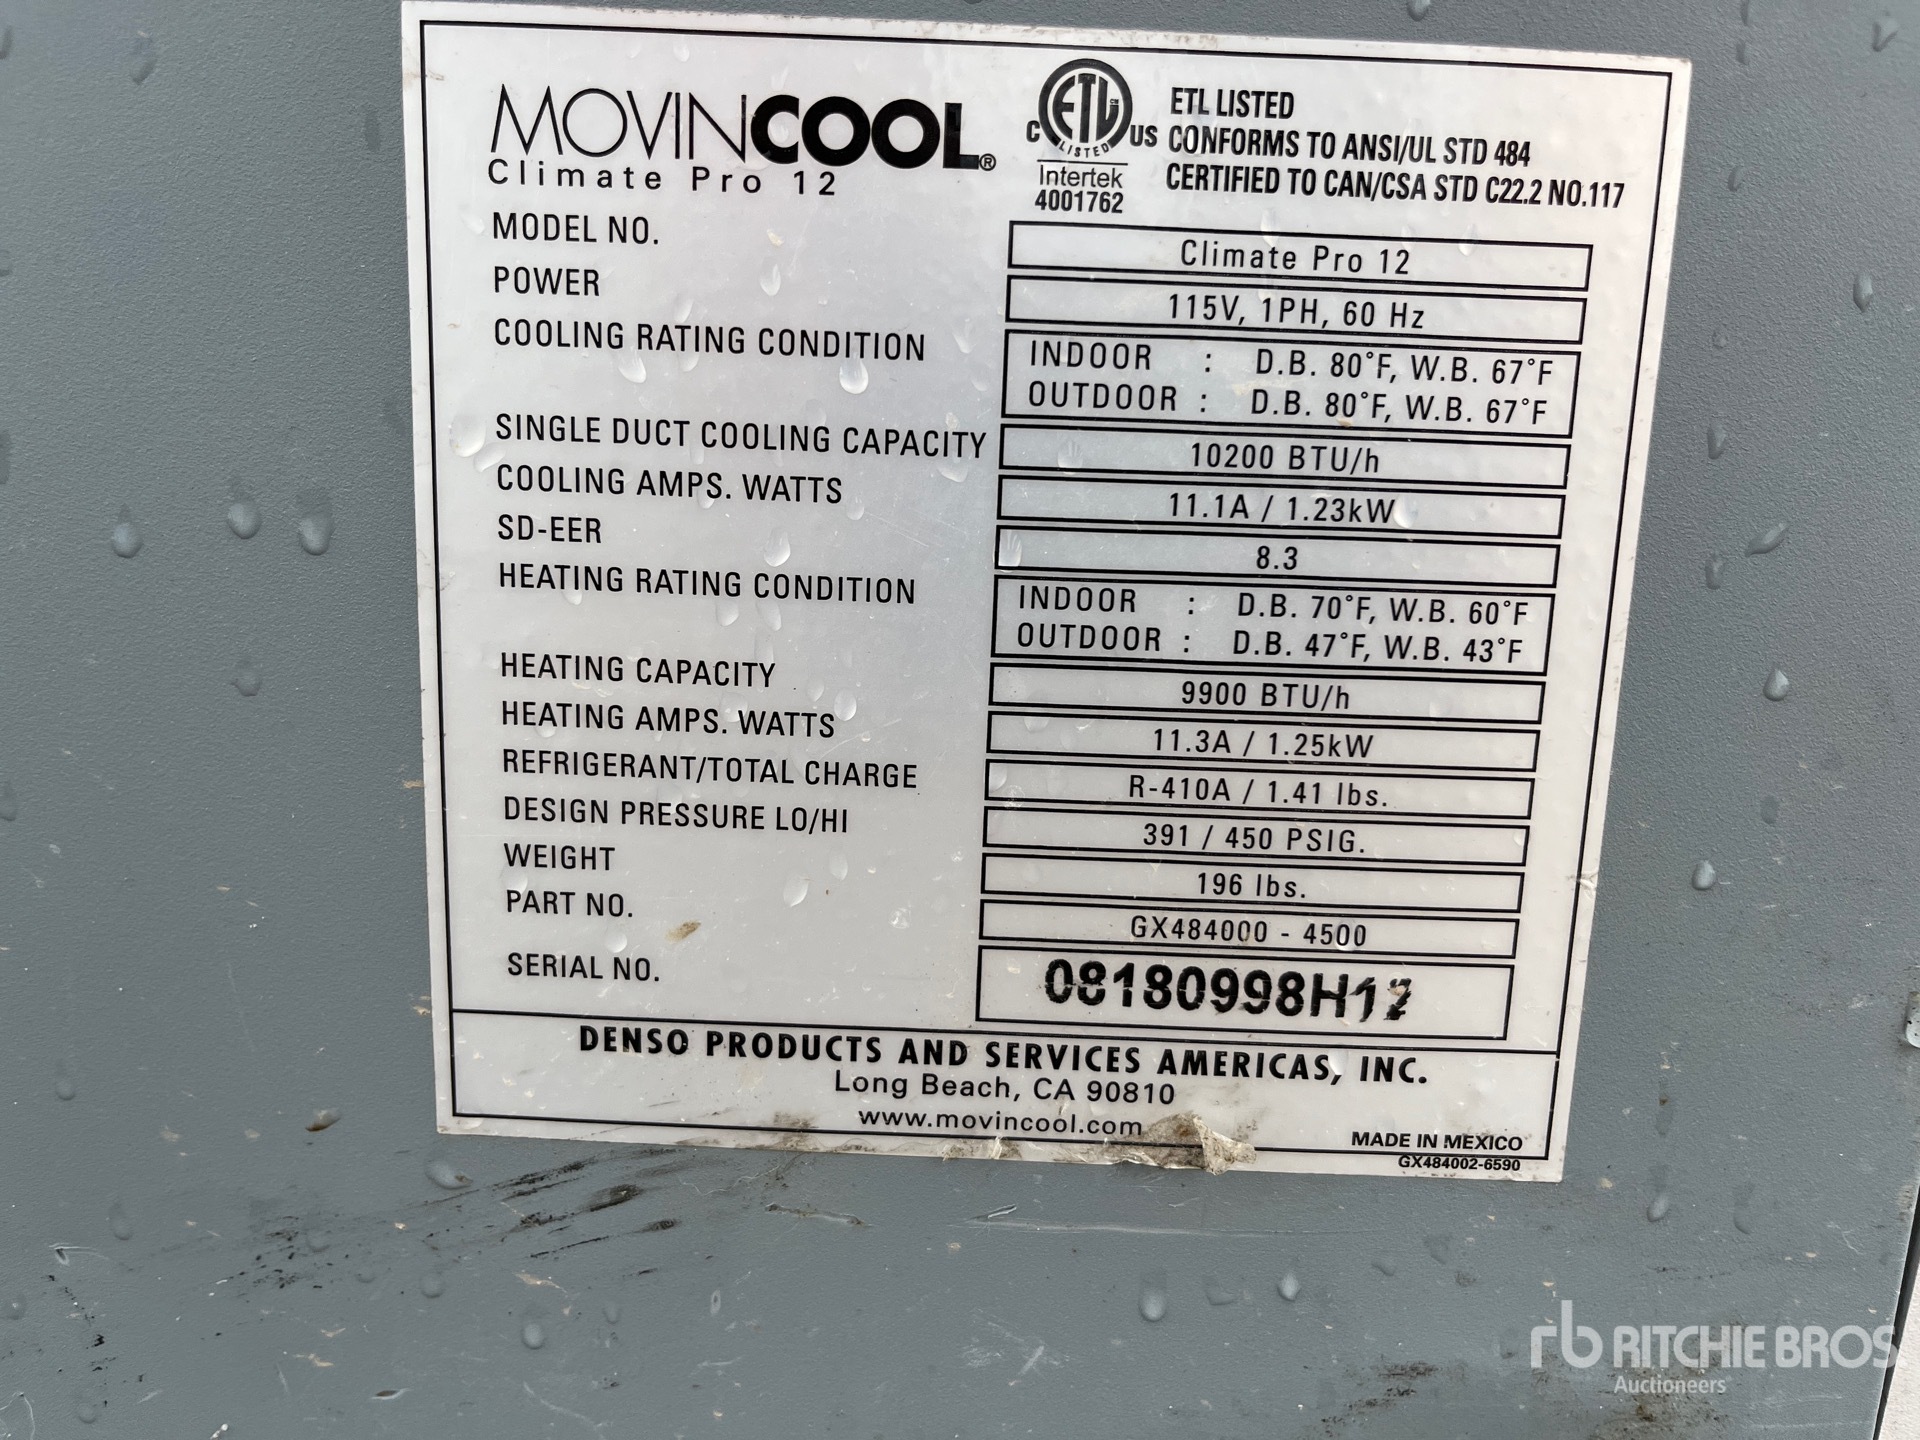 MOVINCOOL®
Climate Pro 12
C ETL CM LISTED US
Intertek
4001762
ETL LISTED
CONFORMS TO ANSI/UL STD 484
CERTIFIED TO CAN/CSA STD C22.2 NO.117
MODEL NO. Climate Pro 12
POWER 115V, 1PH, 60 Hz
COOLING RATING CONDITION INDOOR : D.B. 80°F, W.B. 67°F
OUTDOOR : D.B. 80°F, W.B. 67°F
SINGLE DUCT COOLING CAPACITY 10200 BTU/h
COOLING AMPS. WATTS 11.1A / 1.23kW
SD-EER 8.3
HEATING RATING CONDITION INDOOR : D.B. 70°F, W.B. 60°F
OUTDOOR : D.B. 47°F, W.B. 43°F
HEATING CAPACITY 9900 BTU/h
HEATING AMPS. WATTS 11.3A / 1.25kW
REFRIGERANT/TOTAL CHARGE R-410A / 1.41 lbs.
DESIGN PRESSURE LO/HI 391 / 450 PSIG.
WEIGHT 196 lbs.
PART NO. GX484000 - 4500
SERIAL NO.
DENSO PRODUCTS AND SERVICES AMERICAS, INC.
Long Beach, CA 90810
www.movincool.com
MADE IN MEXICO
GX484002-6590
rb RITCHIE BROS
Auctioneers